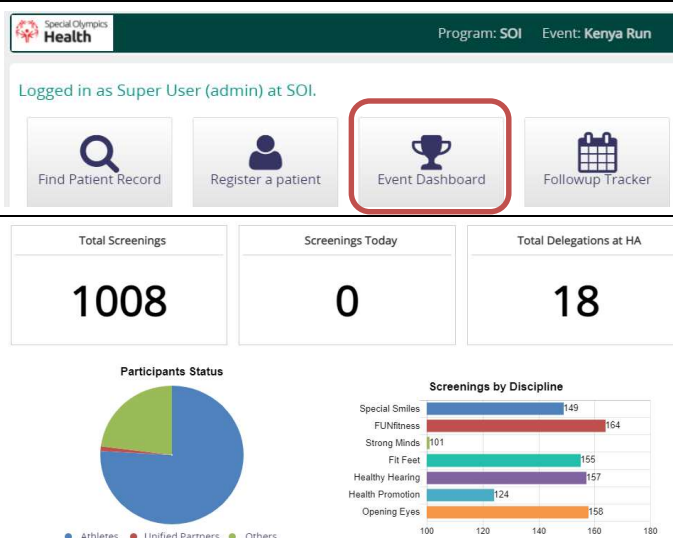 Special Olympics
Health
Program: SOI Event: Kenya Run
Logged in as Super User (admin) at SOI.
Find Patient Record
Register a patient
Event Dashboard
Followup Tracker
Total Screenings
Screenings Today
Total Delegations at HA
1008
0
18
Participants Status
Athletes Unified Partners Others
Screenings by Discipline
Special Smiles 149
FUNfitness 164
Strong Minds 101
Fit Feet 155
Healthy Hearing 157
Health Promotion 124
Opening Eyes 158
100 120 140 160 180